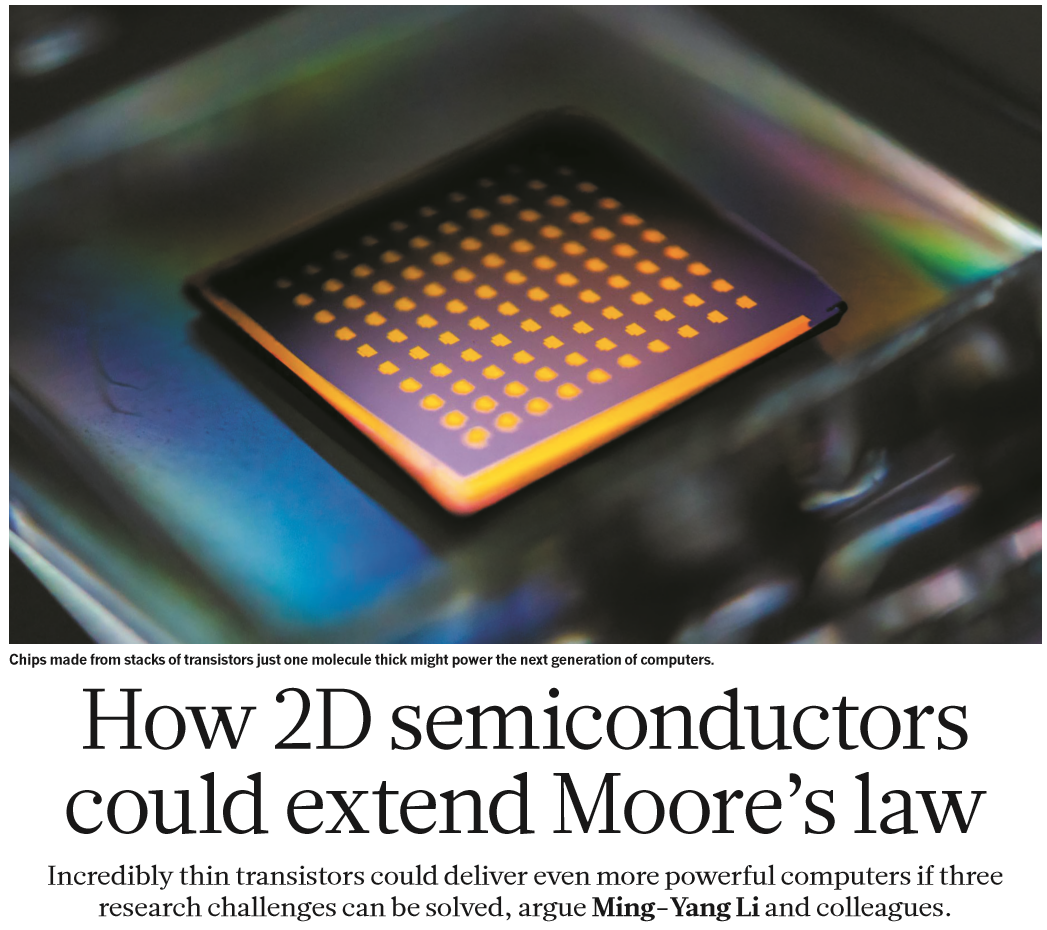 Chips made from stacks of transistors just one molecule thick might power the next generation of computers.
How 2D semiconductors
could extend Moore’s law
Incredibly thin transistors could deliver even more powerful computers if three
research challenges can be solved, argue Ming-Yang Li and colleagues.